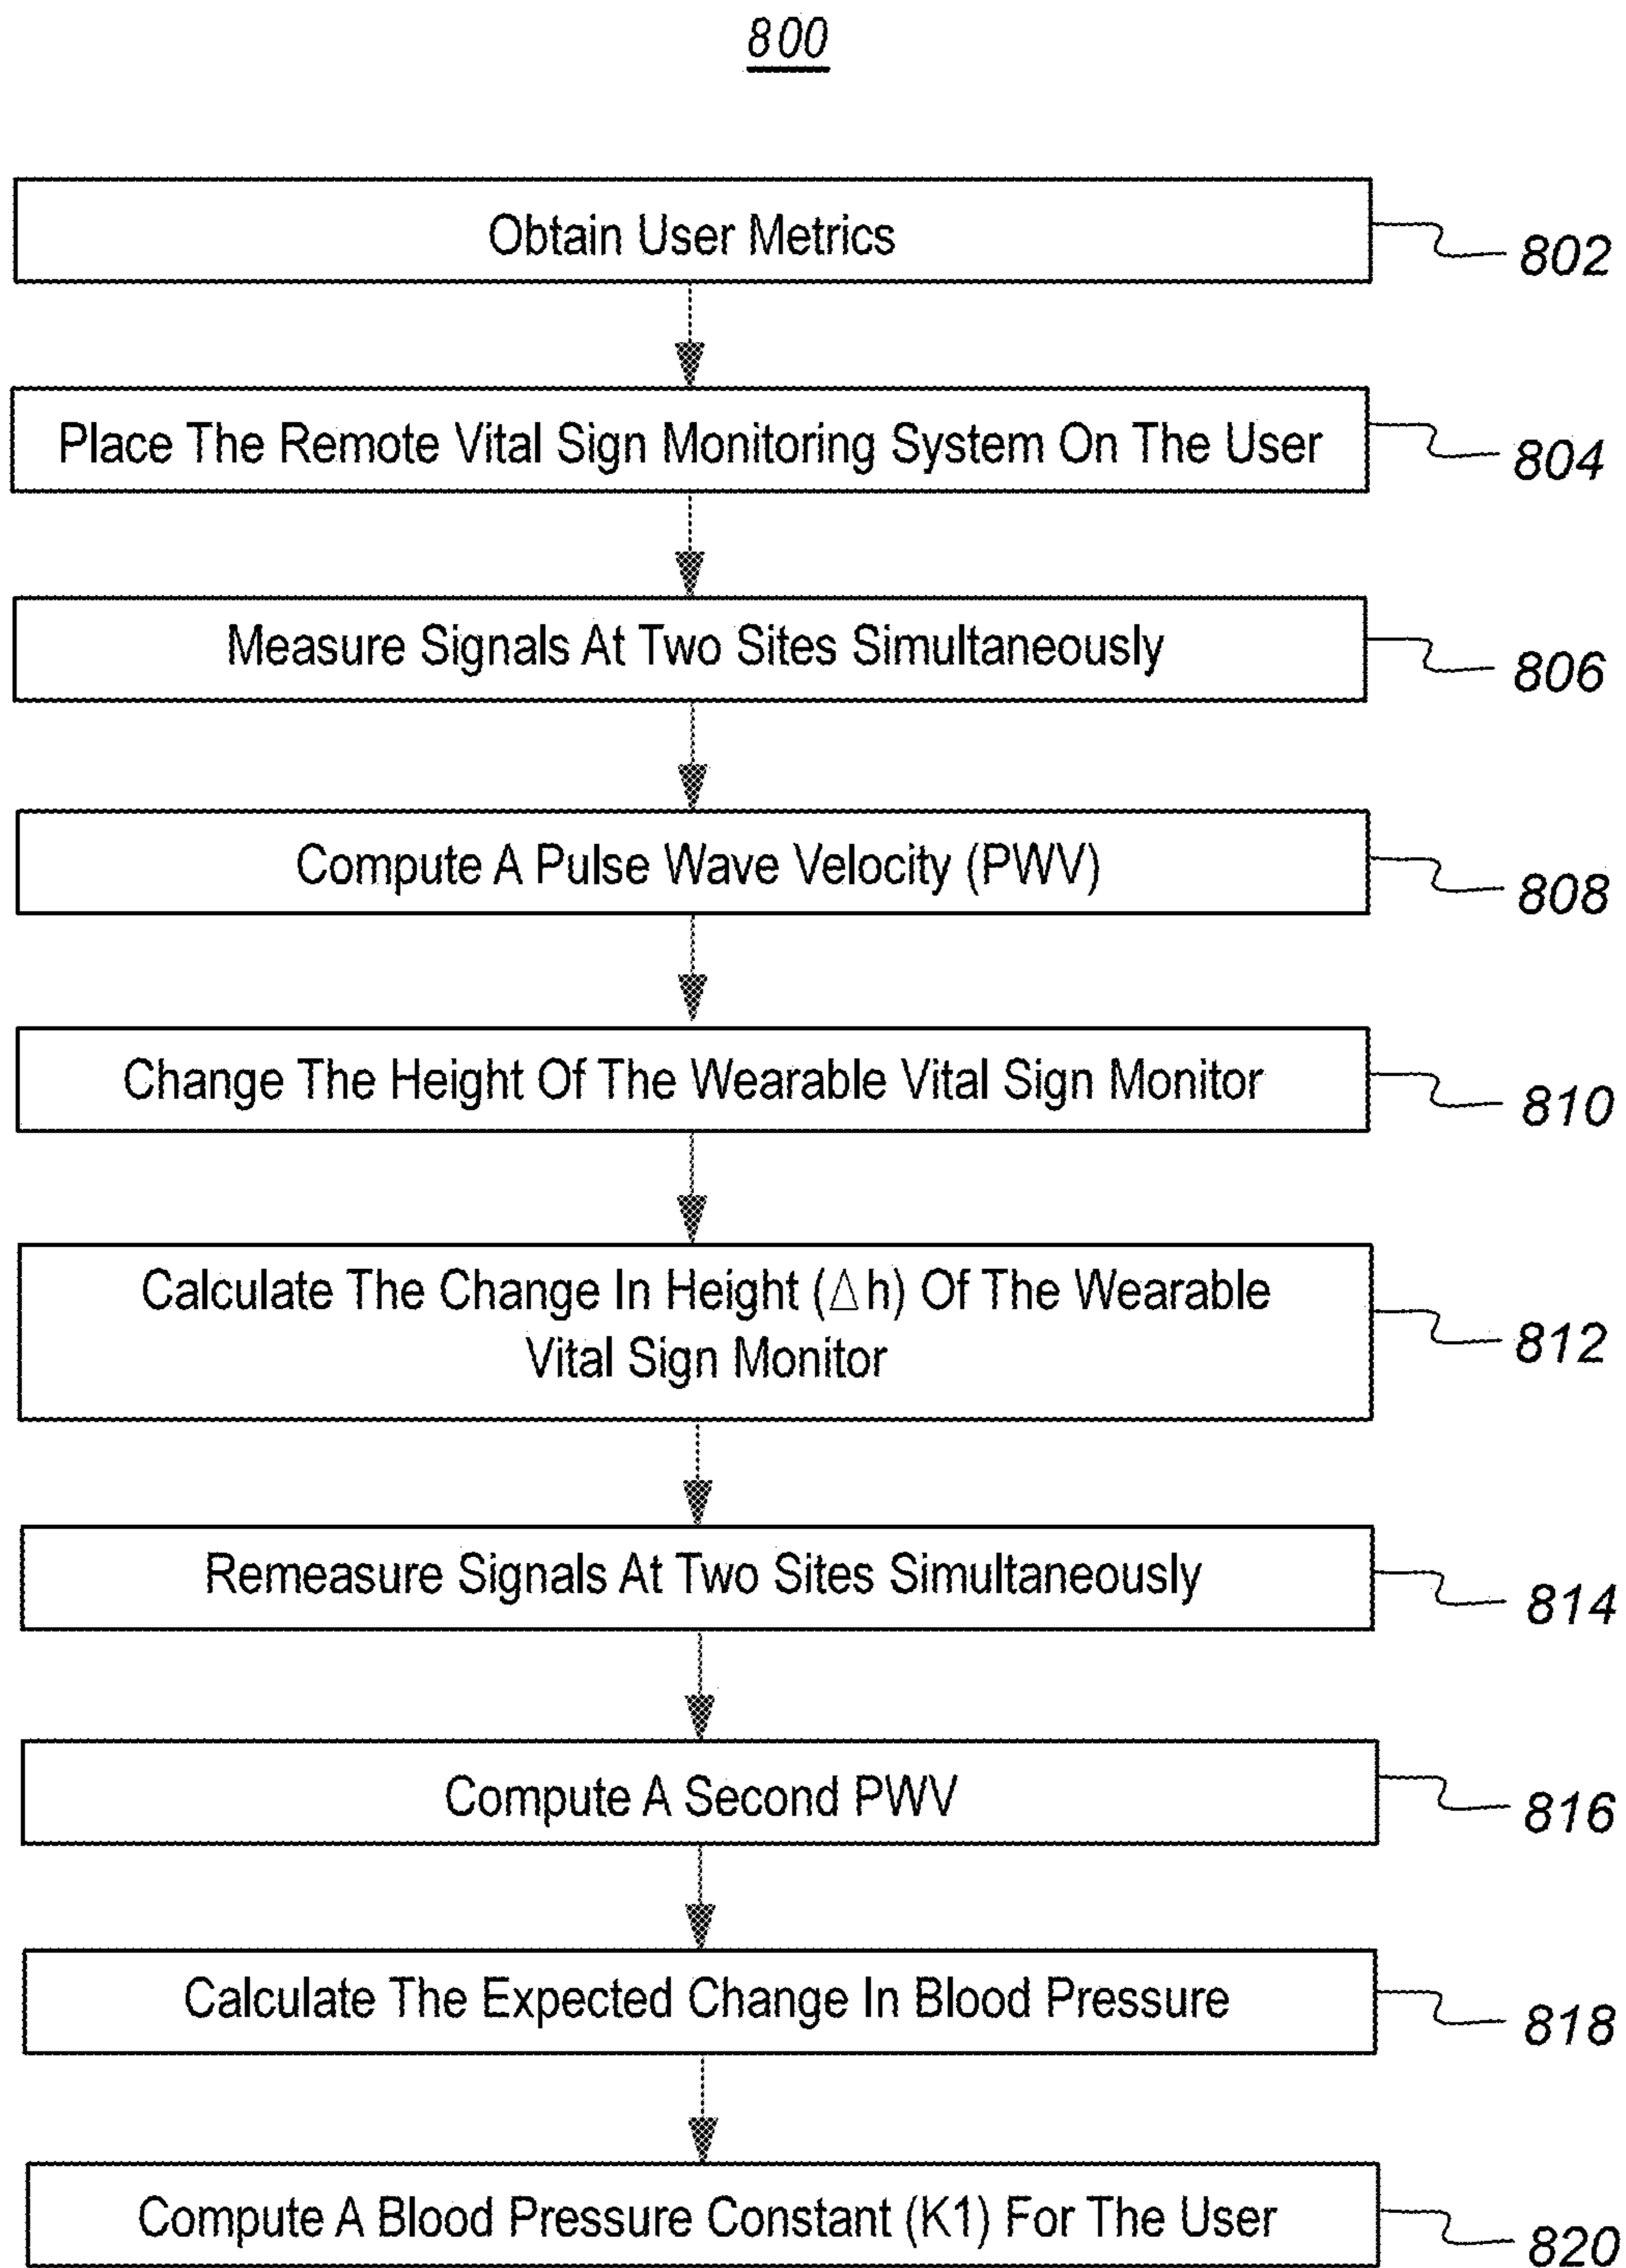 800
Obtain User Metrics
802
Place The Remote Vital Sign Monitoring System On The User
804
Measure Signals At Two Sites Simultaneously
806
Compute A Pulse Wave Velocity (PWV)
808
Change The Height Of The Wearable Vital Sign Monitor
810
Calculate The Change In Height (Δh) Of The Wearable
Vital Sign Monitor
812
Remeasure Signals At Two Sites Simultaneously
814
Compute A Second PWV
816
Calculate The Expected Change In Blood Pressure
818
Compute A Blood Pressure Constant (K1) For The User
820